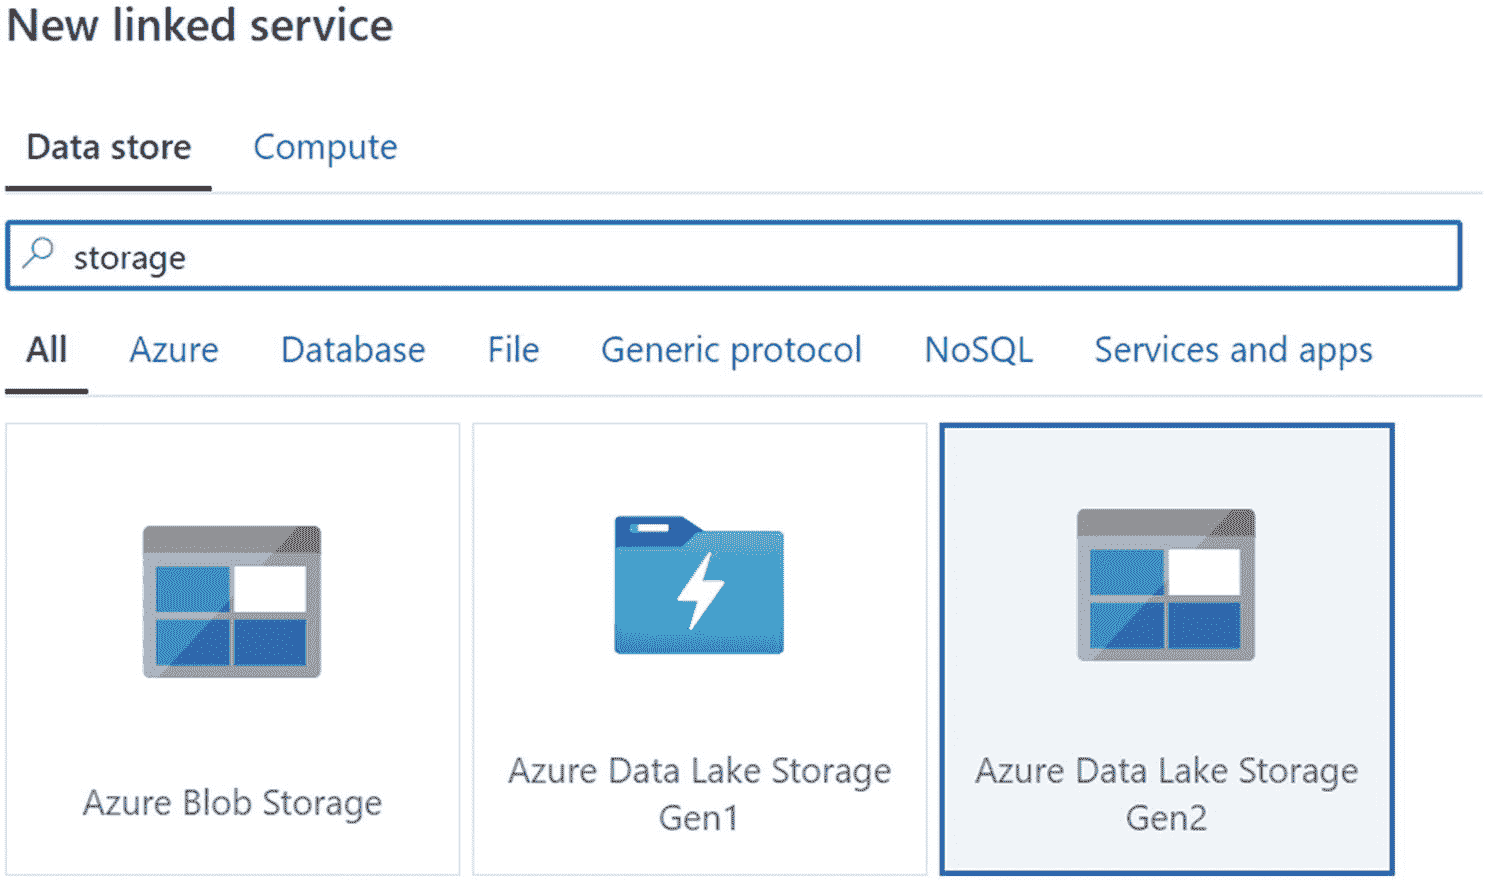 New linked service
Data store Compute
storage
All Azure Database File Generic protocol NoSQL Services and apps
Azure Blob Storage
Azure Data Lake Storage
Gen1
Azure Data Lake Storage
Gen2